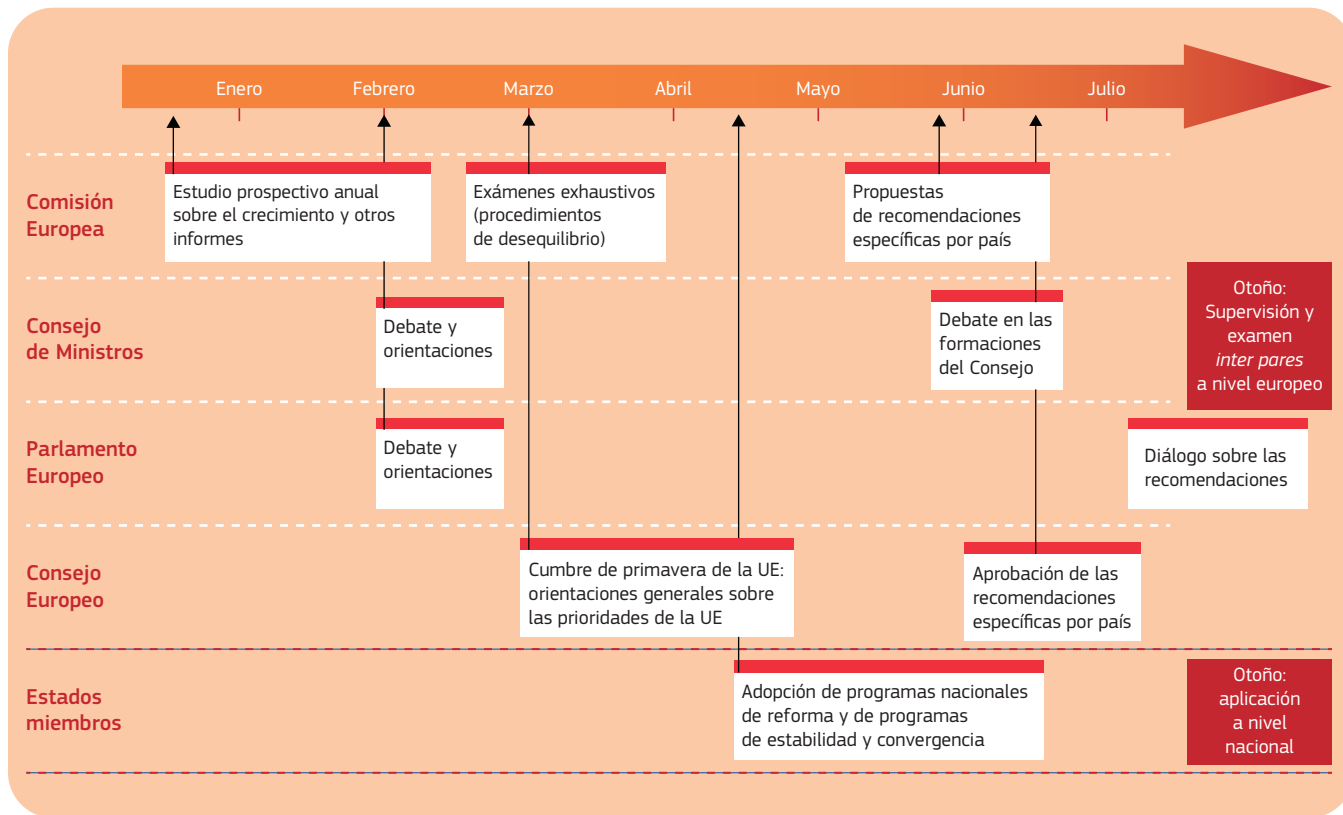 Enero
Febrero
Marzo
Abril
Mayo
Junio
Julio
Comisión
Europea
Estudio prospectivo anual
sobre el crecimiento y otros
informes
Exámenes exhaustivos
(procedimientos
de desequilibrio)
Propuestas
de recomendaciones
específicas por país
Consejo
de Ministros
Debate y
orientaciones
Debate en las
formaciones
del Consejo
Otoño:
Supervisión y
examen
inter pares
a nivel europeo
Parlamento
Europeo
Debate y
orientaciones
Diálogo sobre las
recomendaciones
Consejo
Europeo
Cumbre de primavera de la UE:
orientaciones generales sobre
las prioridades de la UE
Aprobación de las
recomendaciones
específicas por país
Estados
miembros
Adopción de programas nacionales
de reforma y de programas
de estabilidad y convergencia
Otoño:
aplicación
a nivel
nacional